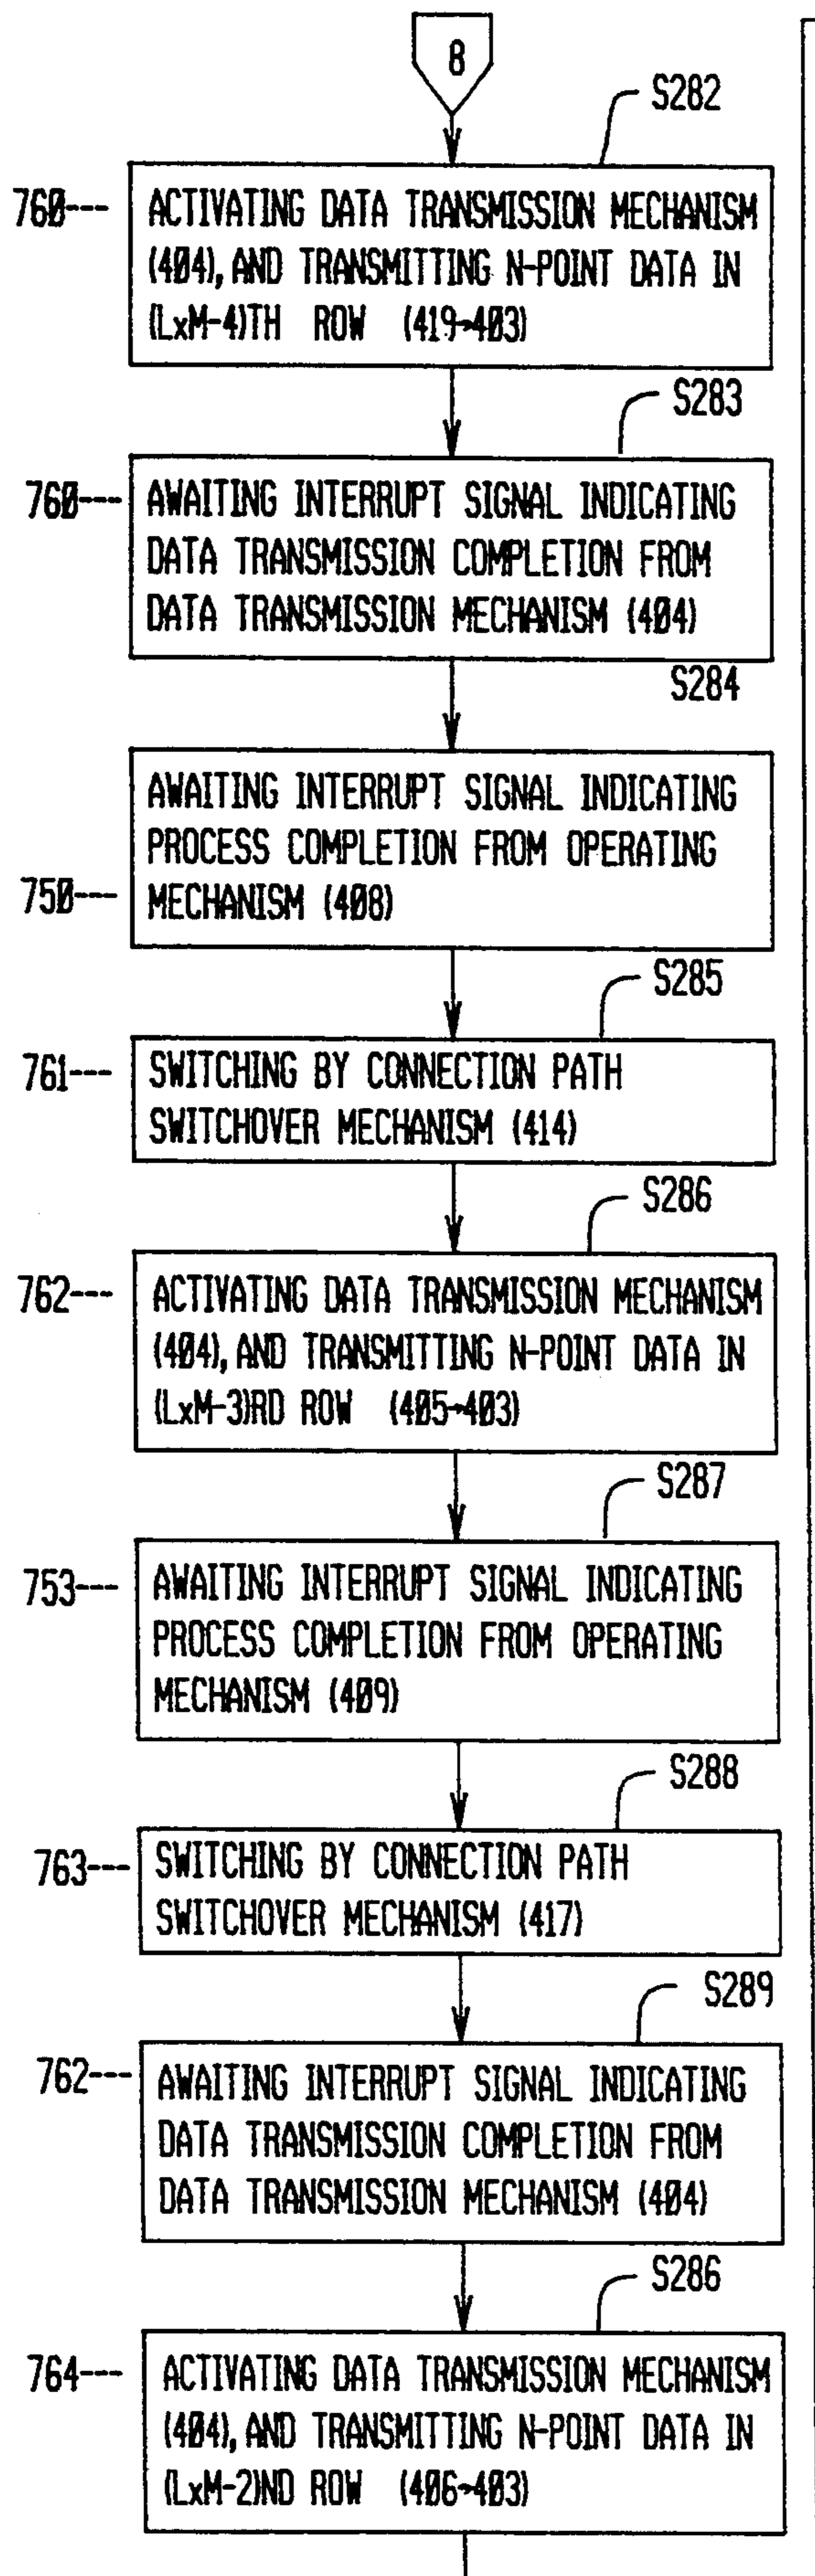 8
S282
760--- ACTIVATING DATA TRANSMISSION MECHANISM
(404), AND TRANSMITTING N-POINT DATA IN
(LxM-4)TH ROW (419→403)
S283
760--- AWAITING INTERRUPT SIGNAL INDICATING
DATA TRANSMISSION COMPLETION FROM
DATA TRANSMISSION MECHANISM (404)
S284
AWAITING INTERRUPT SIGNAL INDICATING
PROCESS COMPLETION FROM OPERATING
750--- MECHANISM (408)
S285
761--- SWITCHING BY CONNECTION PATH
SWITCHOVER MECHANISM (414)
S286
762--- ACTIVATING DATA TRANSMISSION MECHANISM
(404), AND TRANSMITTING N-POINT DATA IN
(LxM-3)RD ROW (405→403)
S287
753--- AWAITING INTERRUPT SIGNAL INDICATING
PROCESS COMPLETION FROM OPERATING
MECHANISM (409)
S288
763--- SWITCHING BY CONNECTION PATH
SWITCHOVER MECHANISM (417)
S289
762--- AWAITING INTERRUPT SIGNAL INDICATING
DATA TRANSMISSION COMPLETION FROM
DATA TRANSMISSION MECHANISM (404)
S286
764--- ACTIVATING DATA TRANSMISSION MECHANISM
(404), AND TRANSMITTING N-POINT DATA IN
(LxM-2)ND ROW (406→403)